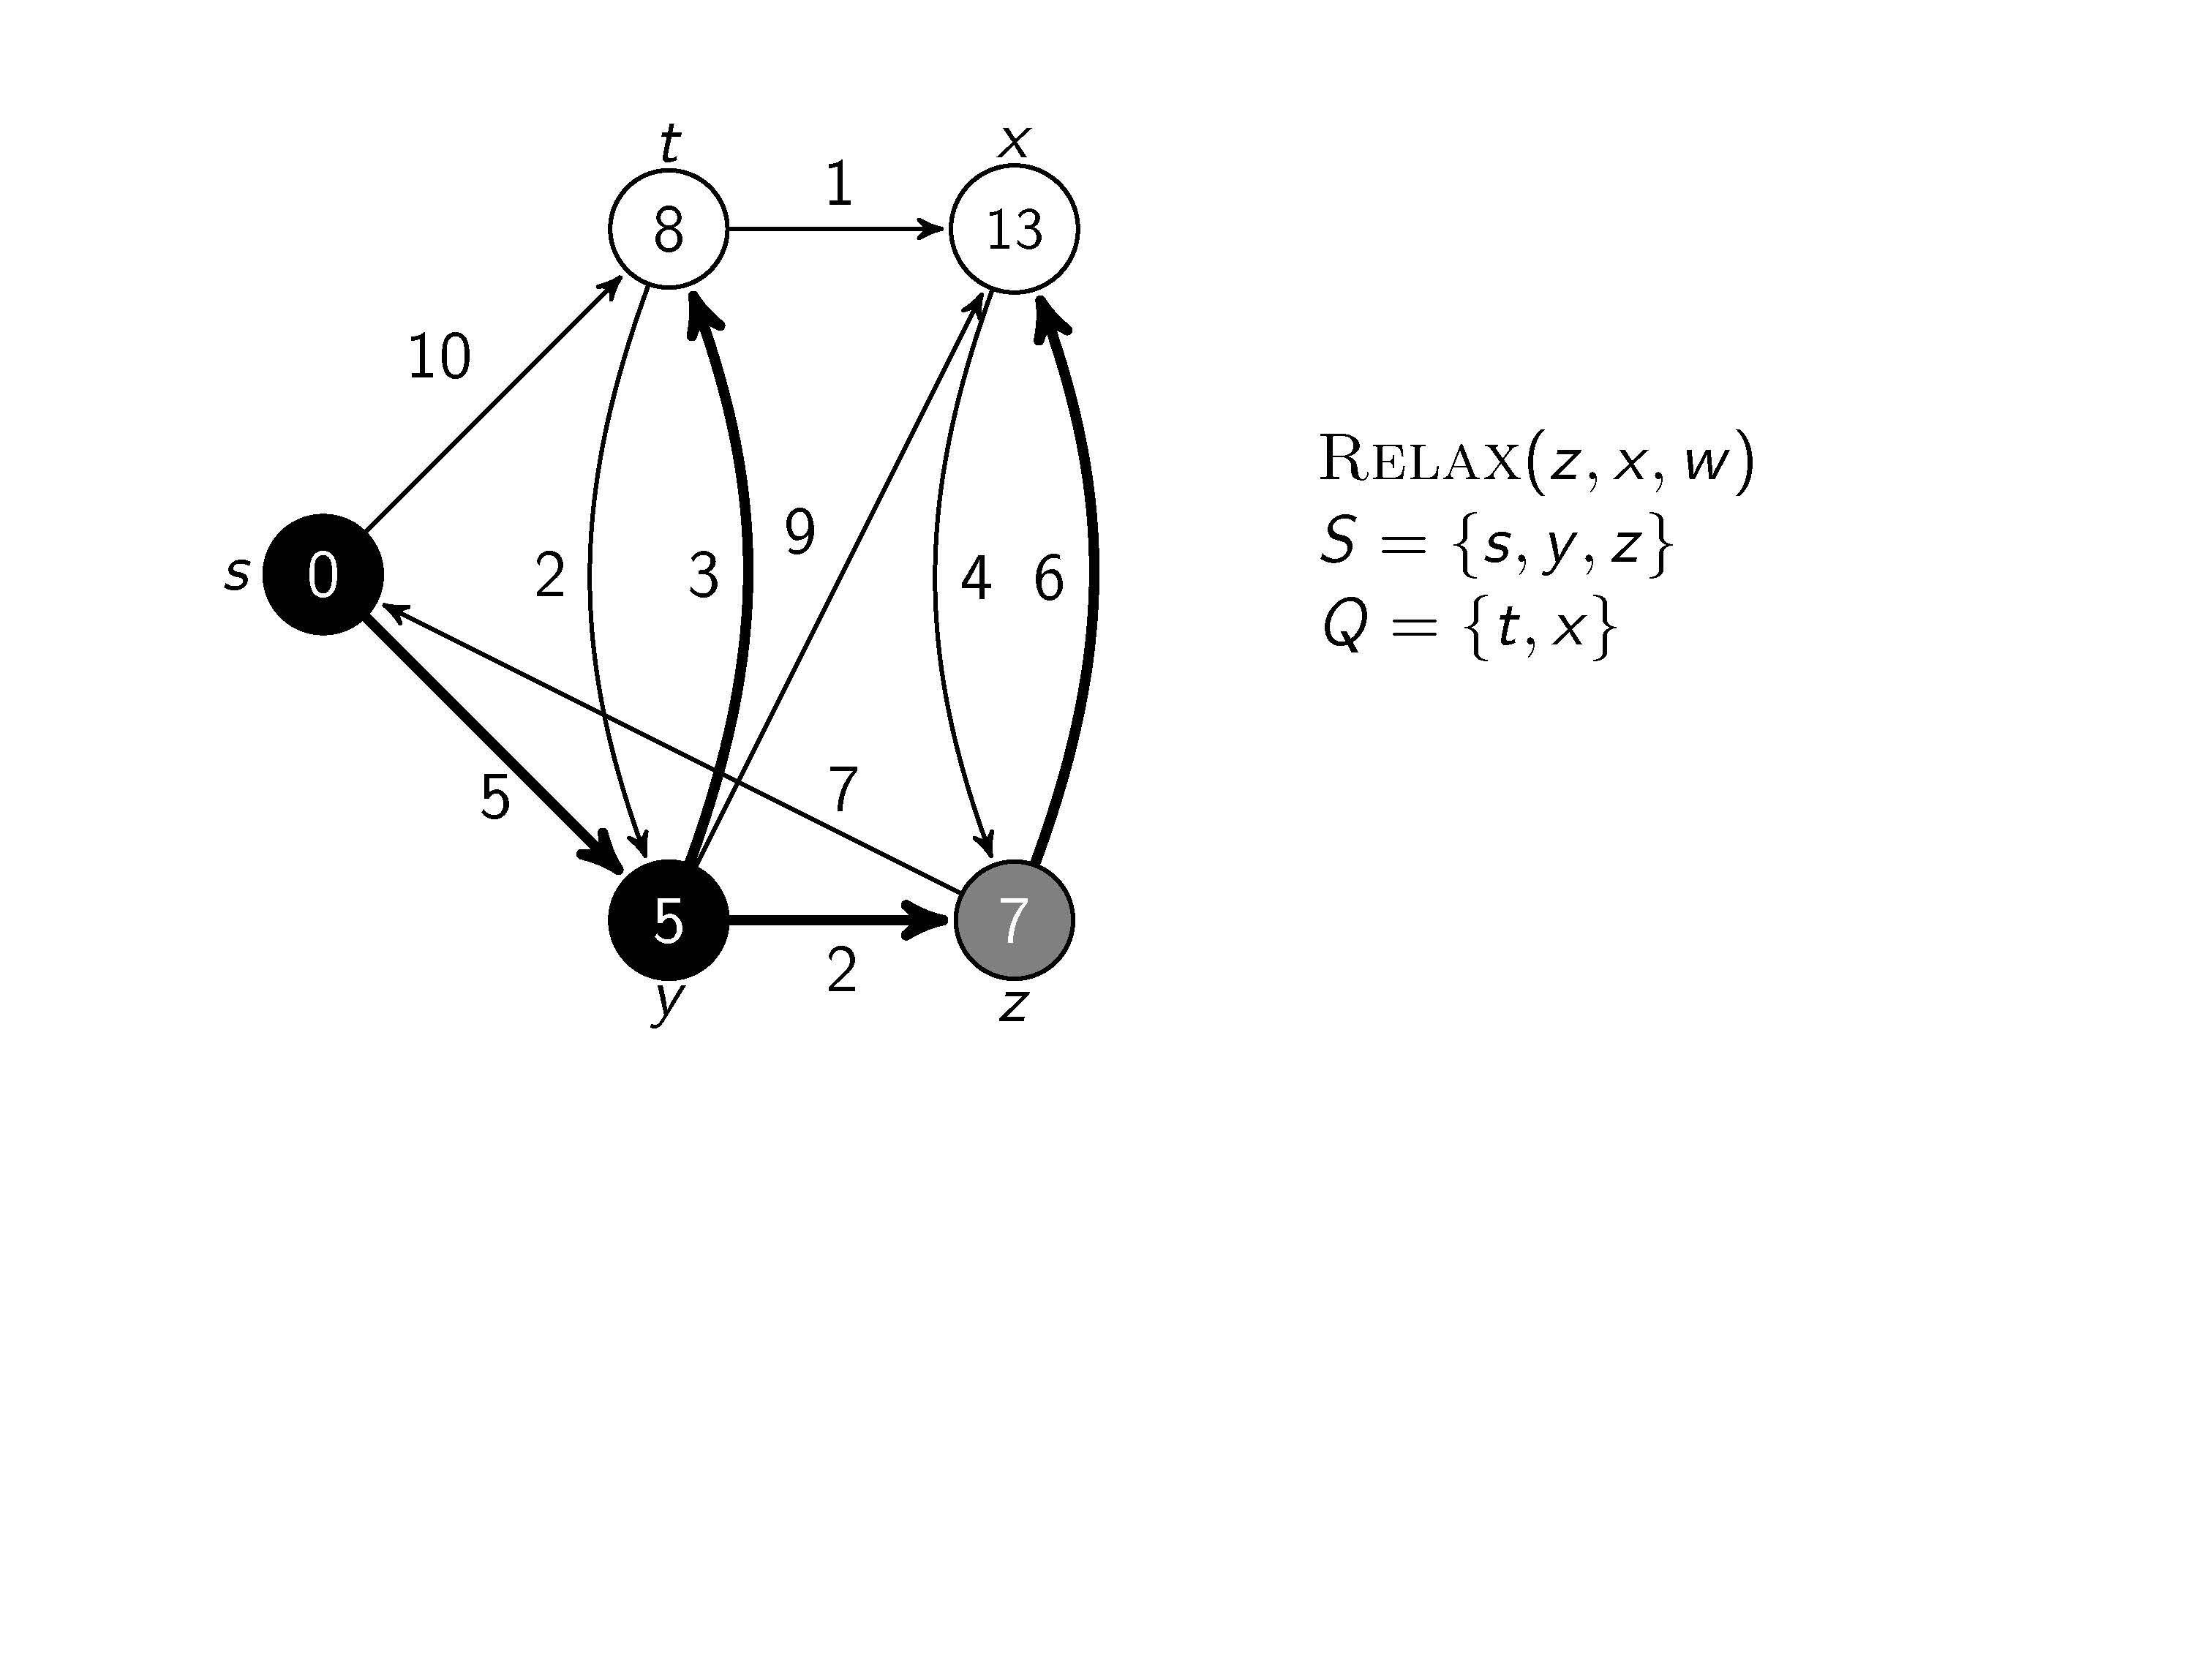 t
x
1
8
13
10
RELAX(z, x, w)
S = {s, y, z}
Q = {t, x}
9
s
0
2
3
4
6
5
7
5
7
2
y
z